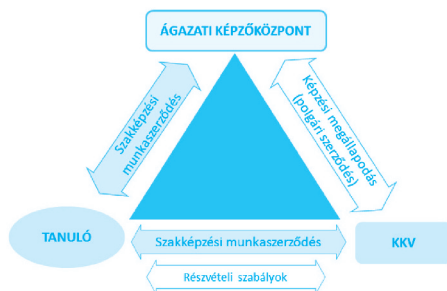 ÁGAZATI KÉPZŐKÖZPONT
Szakképzési
munkaszerződés
Képzési megállapodás
(polgári szerződés)
TANULÓ
Szakképzési munkaszerződés
KKV
Részvételi szabályok